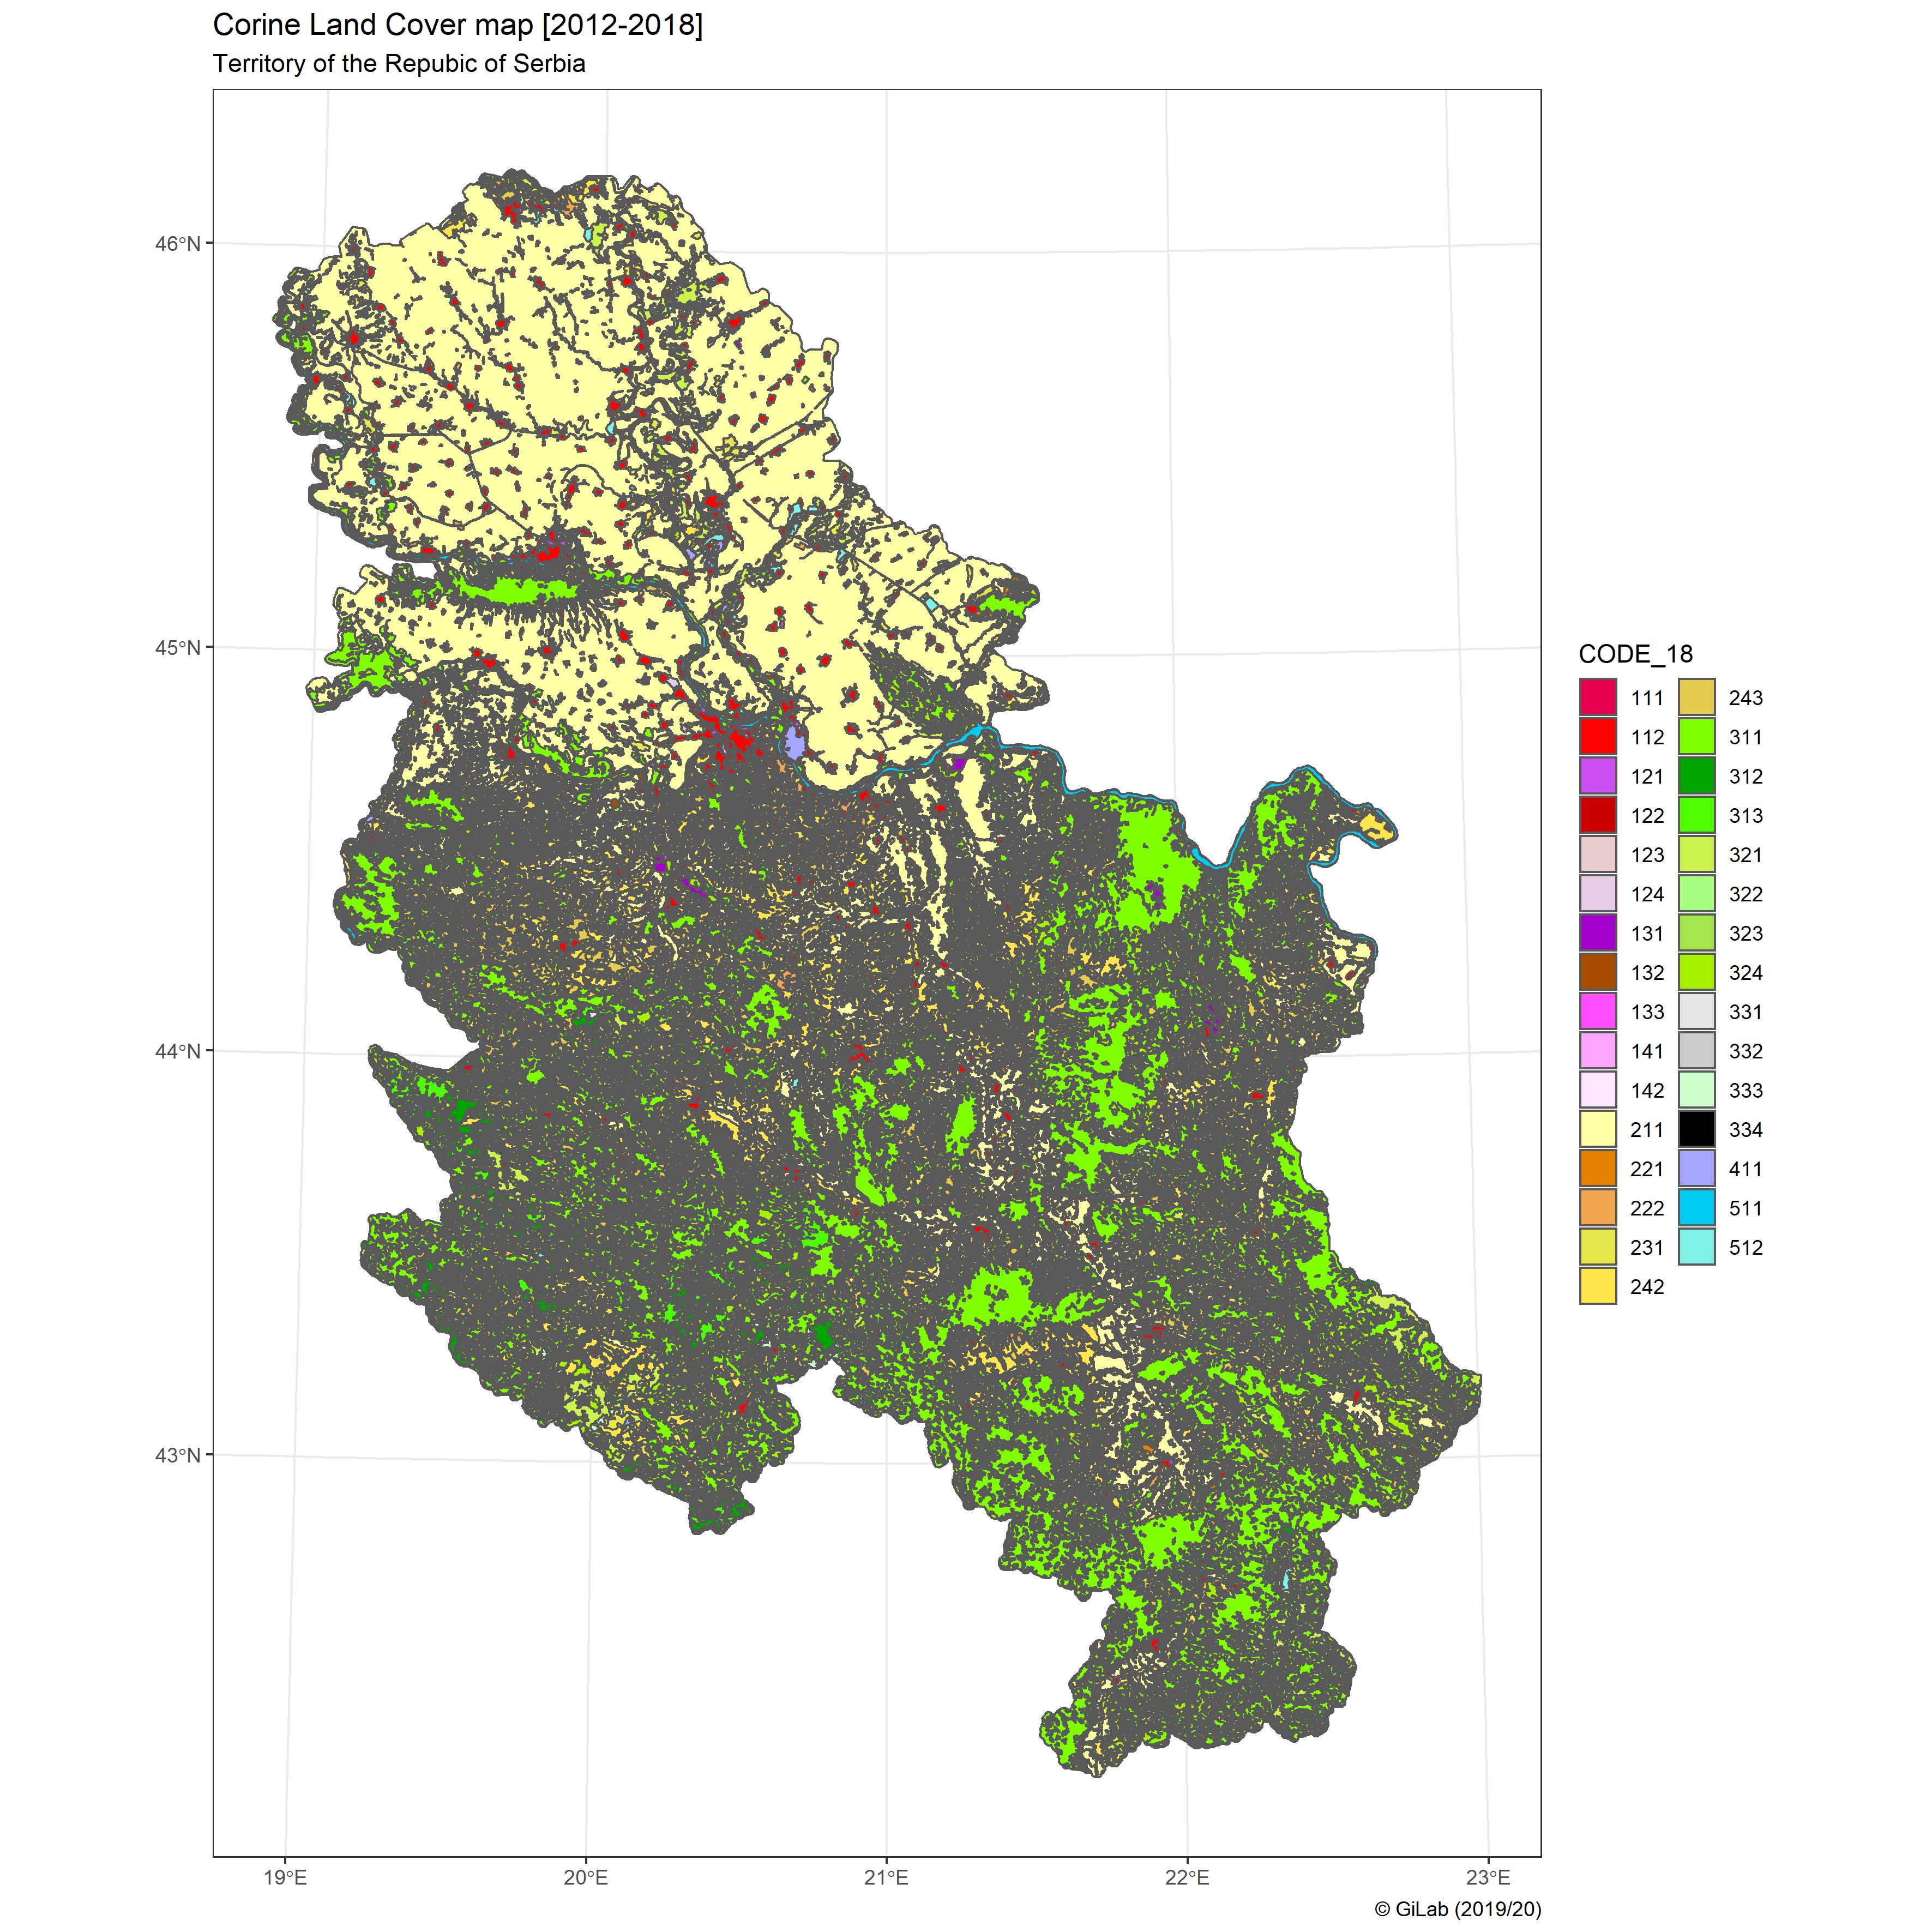 Corine Land Cover map [2012-2018]
Territory of the Repubic of Serbia
46°N
45°N
44°N
43°N
19°E
20°E
21°E
22°E
23°E
CODE_18
111
112
121
122
123
124
131
132
133
141
142
211
221
222
231
242
243
311
312
313
321
322
323
324
331
332
333
334
411
511
512
© GiLab (2019/20)